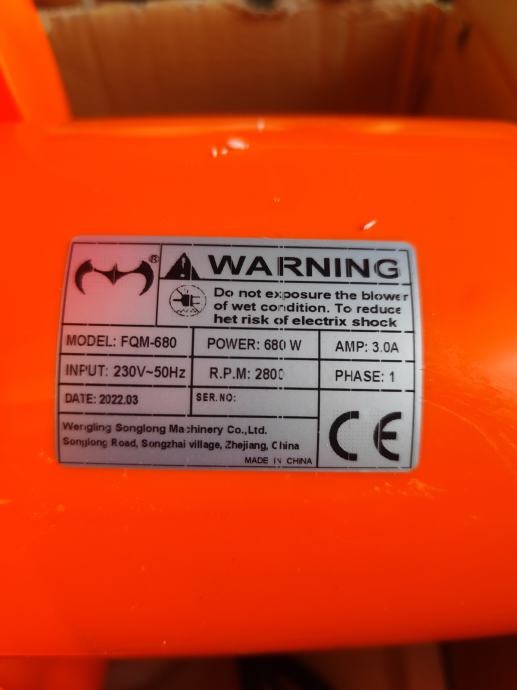 ®
WARNING
Do not exposure the blower
of wet condition. To reduce
het risk of electrix shock
MODEL: FQM-680
POWER: 680 W
AMP: 3.0A
INPUT: 230V~50Hz
R.P.M: 2800
PHASE: 1
DATE: 2022.03
SER.NO:
Wengling Songlong Machinery Co.,Ltd.
Songlong Road, Songzhai village, Zhejiang, China
MADE IN CHINA
CE